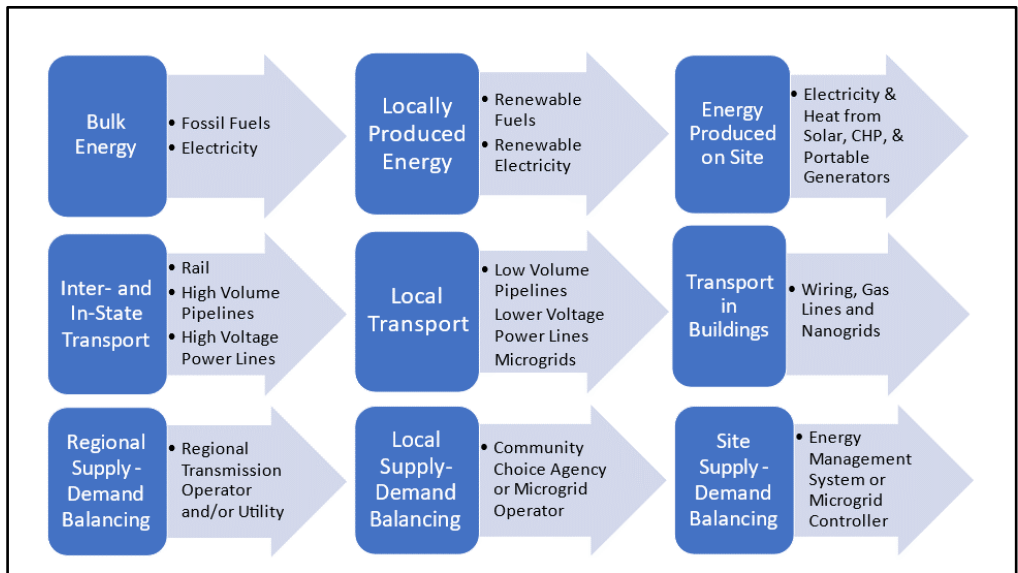 Bulk
Energy
• Fossil Fuels
• Electricity
Locally
Produced
Energy
• Renewable
Fuels
• Renewable
Electricity
Energy
Produced
on Site
• Electricity &
Heat from
Solar, CHP, &
Portable
Generators
Inter- and
In-State
Transport
• Rail
• High Volume
Pipelines
• High Voltage
Power Lines
Local
Transport
• Low Volume
Pipelines
Lower Voltage
Power Lines
Microgrids
Transport
in
Buildings
• Wiring, Gas
Lines and
Nanogrids
Regional
Supply -
Demand
Balancing
• Regional
Transmission
Operator
and/or Utility
Local
Supply-
Demand
Balancing
• Community
Choice Agency
or Microgrid
Operator
Site
Supply -
Demand
Balancing
• Energy
Management
System or
Microgrid
Controller